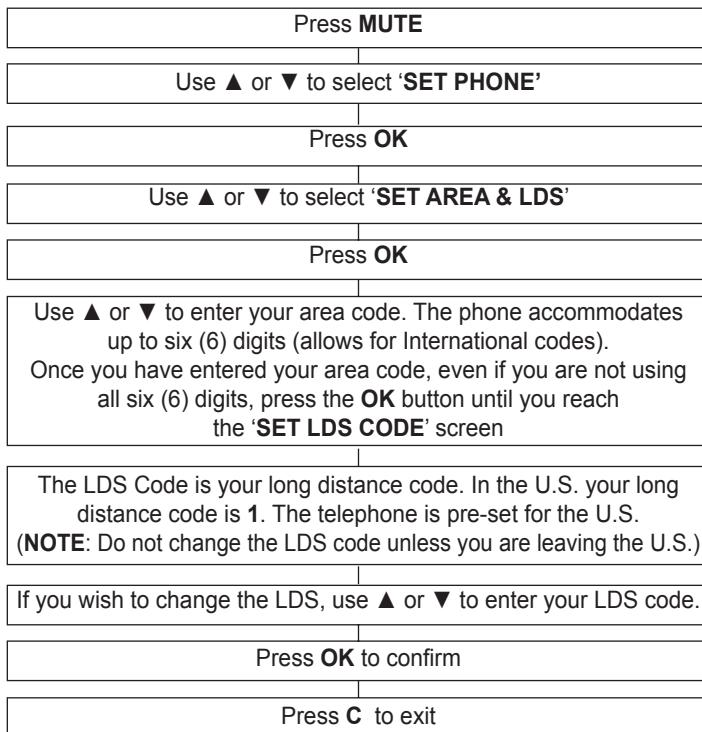 Press MUTE
Use ▲ or ▼ to select ‘SET PHONE’
Press OK
Use ▲ or ▼ to select ‘SET AREA & LDS’
Press OK
Use ▲ or ▼ to enter your area code. The phone accommodates
up to six (6) digits (allows for International codes).
Once you have entered your area code, even if you are not using
all six (6) digits, press the OK button until you reach
the ‘SET LDS CODE’ screen
The LDS Code is your long distance code. In the U.S. your long
distance code is 1. The telephone is pre-set for the U.S.
(NOTE: Do not change the LDS code unless you are leaving the U.S.)
If you wish to change the LDS, use ▲ or ▼ to enter your LDS code.
Press OK to confirm
Press C to exit